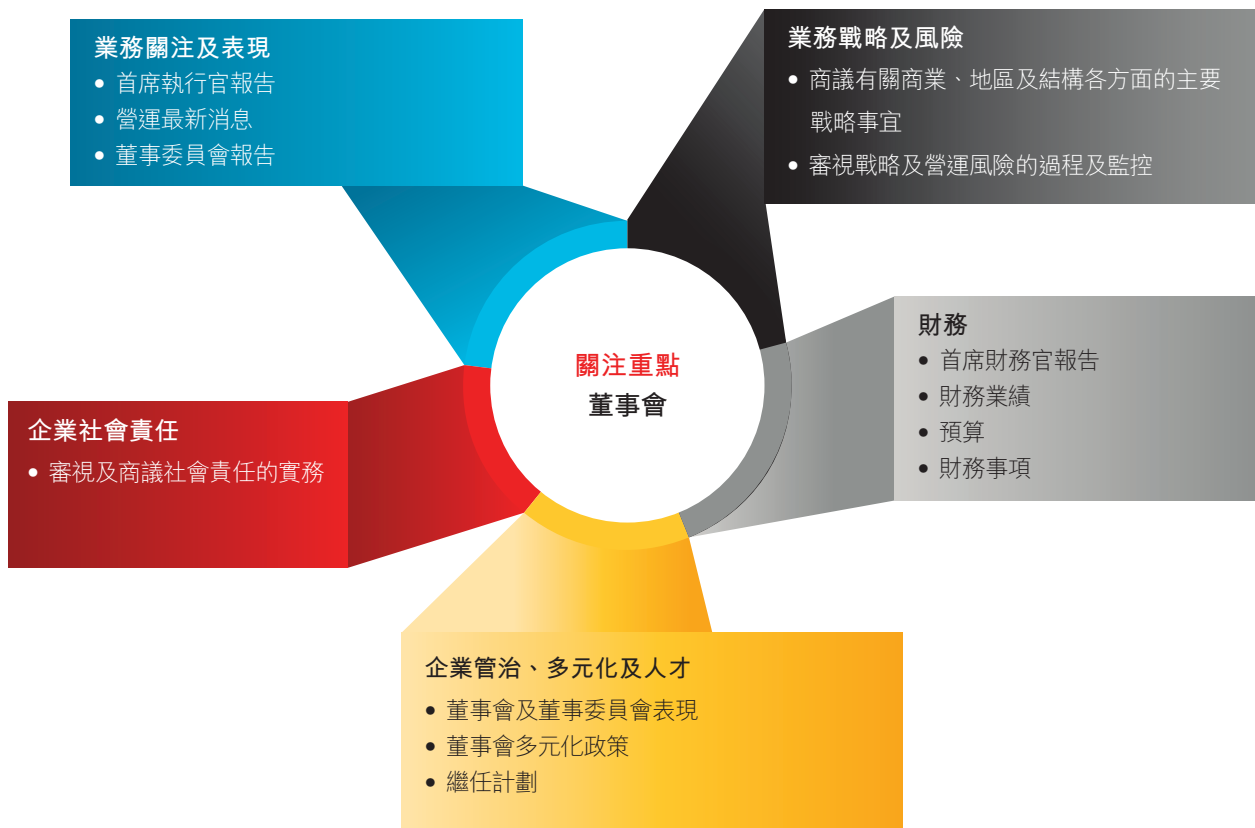 業務關注及表現
• 首席執行官報告
• 營運最新消息
• 董事委員會報告
業務戰略及風險
• 商議有關商業、地區及結構各方面的主要
戰略事宜
• 審視戰略及營運風險的過程及監控
關注重點
董事會
財務
• 首席財務官報告
• 財務業績
• 預算
• 財務事項
企業社會責任
• 審視及商議社會責任的實務
企業管治、多元化及人才
• 董事會及董事委員會表現
• 董事會多元化政策
• 繼任計劃